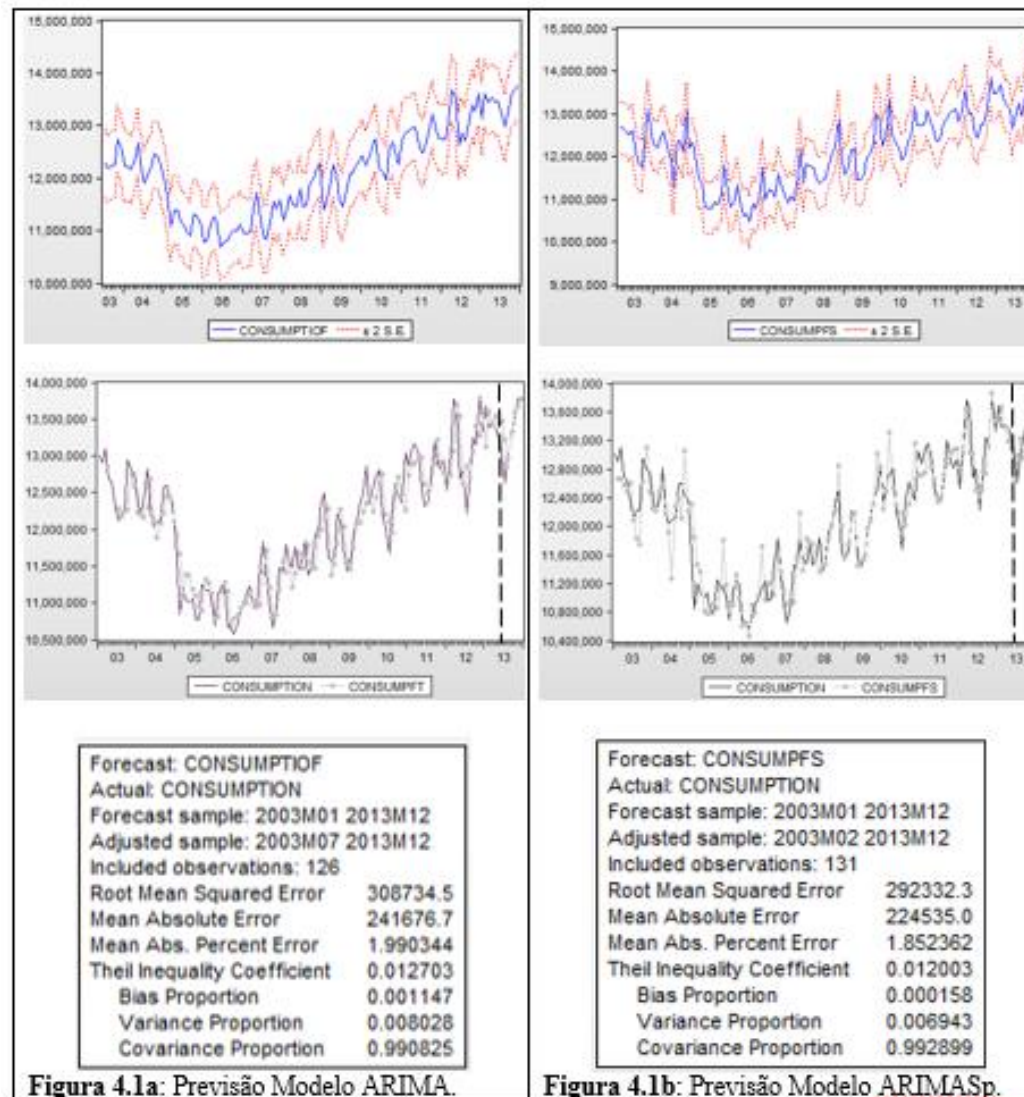 15,000,000
14,000,000
13,000,000
12,000,000
11,000,000
10,000,000
03 04 05 06 07 08 09 10 11 12 13
CONSUMPTIOF ± 2 S.E.
14,000,000
13,500,000
13,000,000
12,500,000
12,000,000
11,500,000
11,000,000
10,500,000
03 04 05 06 07 08 09 10 11 12 13
CONSUMPTION CONSUMPFT
Forecast: CONSUMPTIOF
Actual: CONSUMPTION
Forecast sample: 2003M01 2013M12
Adjusted sample: 2003M07 2013M12
Included observations: 126
Root Mean Squared Error 308734.5
Mean Absolute Error 241676.7
Mean Abs. Percent Error 1.990344
Theil Inequality Coefficient 0.012703
Bias Proportion 0.001147
Variance Proportion 0.008028
Covariance Proportion 0.990825
Figura 4.1a: Previsão Modelo ARIMA.
15,000,000
14,000,000
13,000,000
12,000,000
11,000,000
10,000,000
9,000,000
03 04 05 06 07 08 09 10 11 12 13
CONSUMPFS ± 2 S.E.
14,000,000
13,600,000
13,200,000
12,800,000
12,400,000
12,000,000
11,600,000
11,200,000
10,800,000
10,400,000
03 04 05 06 07 08 09 10 11 12 13
CONSUMPTION CONSUMPFS
Forecast: CONSUMPFS
Actual: CONSUMPTION
Forecast sample: 2003M01 2013M12
Adjusted sample: 2003M02 2013M12
Included observations: 131
Root Mean Squared Error 292332.3
Mean Absolute Error 224535.0
Mean Abs. Percent Error 1.852362
Theil Inequality Coefficient 0.012003
Bias Proportion 0.000158
Variance Proportion 0.006943
Covariance Proportion 0.992899
Figura 4.1b: Previsão Modelo ARIMASp.